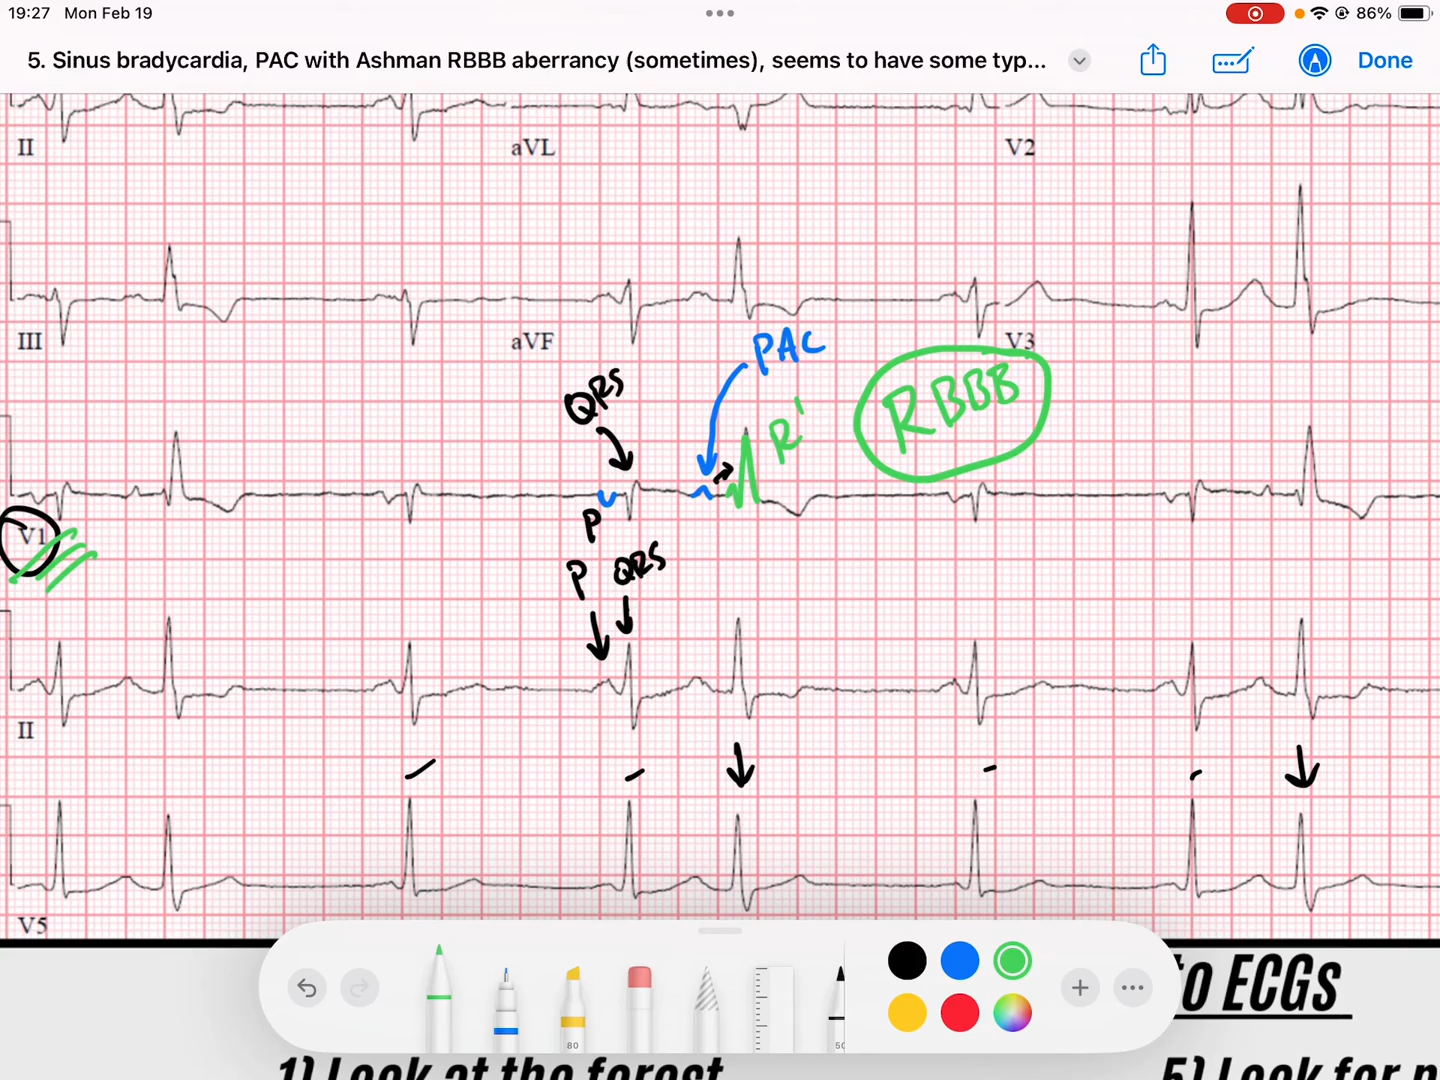 19:27 Mon Feb 19
86%
5. Sinus bradycardia, PAC with Ashman RBBB aberrancy (sometimes), seems to have some typ...
Done
II
aVL
V2
III
aVF
V3
PAC
QRS
R'
RBBB
V1
P
P QRS
II
V5
80
50
to ECGs
1) Look at the forest
5) Look for p